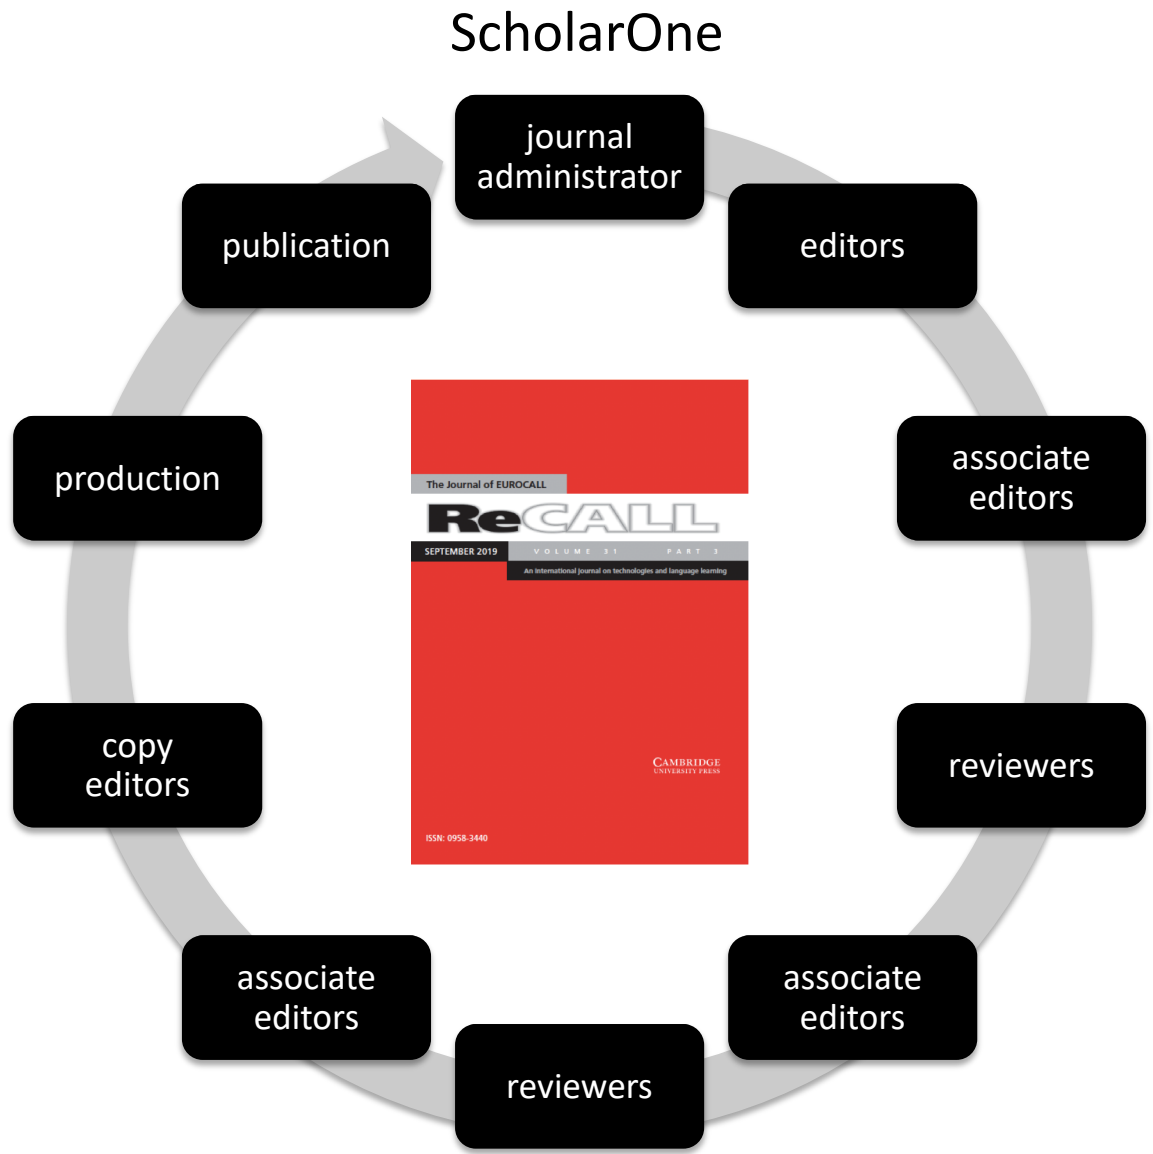 ScholarOne
journal
administrator
editors
associate
editors
reviewers
associate
editors
reviewers
associate
editors
copy
editors
production
publication
The Journal of EUROCALL
ReCALL
SEPTEMBER 2019 VOLUME 31 PART 3
An international journal on technologies and language learning
CAMBRIDGE
UNIVERSITY PRESS
ISSN: 0958-3440